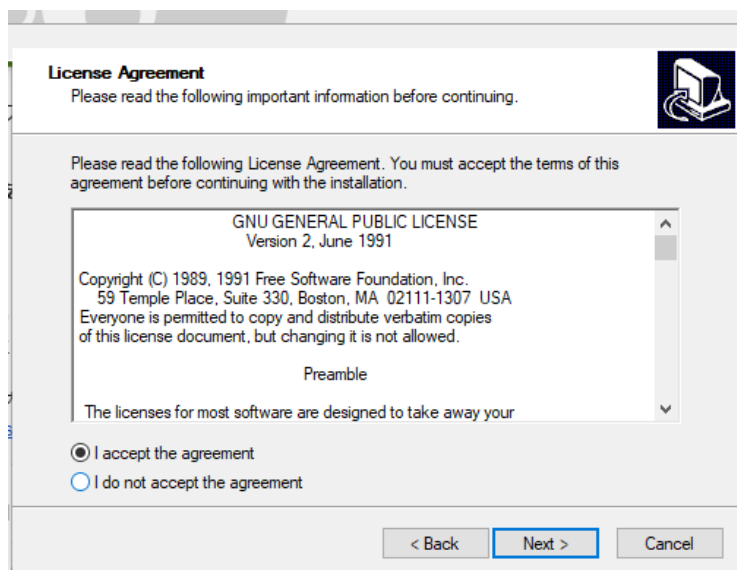 License Agreement
Please read the following important information before continuing.
Please read the following License Agreement. You must accept the terms of this
agreement before continuing with the installation.
GNU GENERAL PUBLIC LICENSE
Version 2, June 1991
Copyright (C) 1989, 1991 Free Software Foundation, Inc.
59 Temple Place, Suite 330, Boston, MA 02111-1307 USA
Everyone is permitted to copy and distribute verbatim copies
of this license document, but changing it is not allowed.
Preamble
The licenses for most software are designed to take away your
I accept the agreement
I do not accept the agreement
< Back
Next >
Cancel